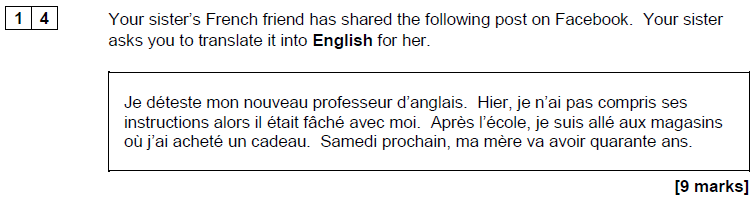 1 4 Your sister's French friend has shared the following post on Facebook. Your sister
asks you to translate it into English for her.
Je déteste mon nouveau professeur d'anglais. Hier, je n'ai pas compris ses
instructions alors il était fâché avec moi. Après l'école, je suis allé aux magasins
où j'ai acheté un cadeau. Samedi prochain, ma mère va avoir quarante ans.
[9 marks]